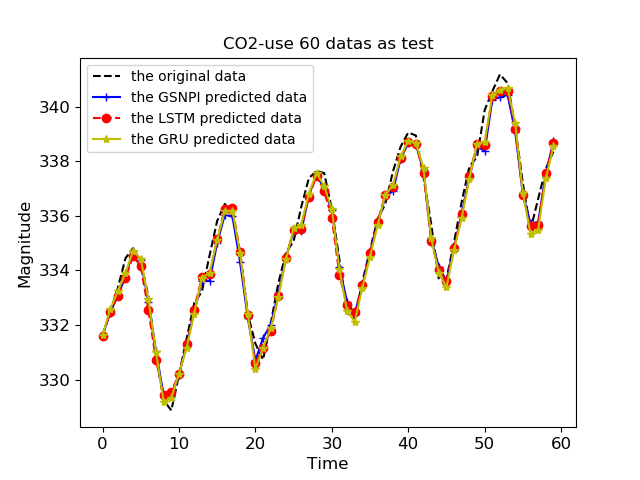 CO2-use 60 datas as test
the original data
the GSNPI predicted data
the LSTM predicted data
the GRU predicted data
Magnitude
340
338
336
334
332
330
0 10 20 30 40 50 60
Time